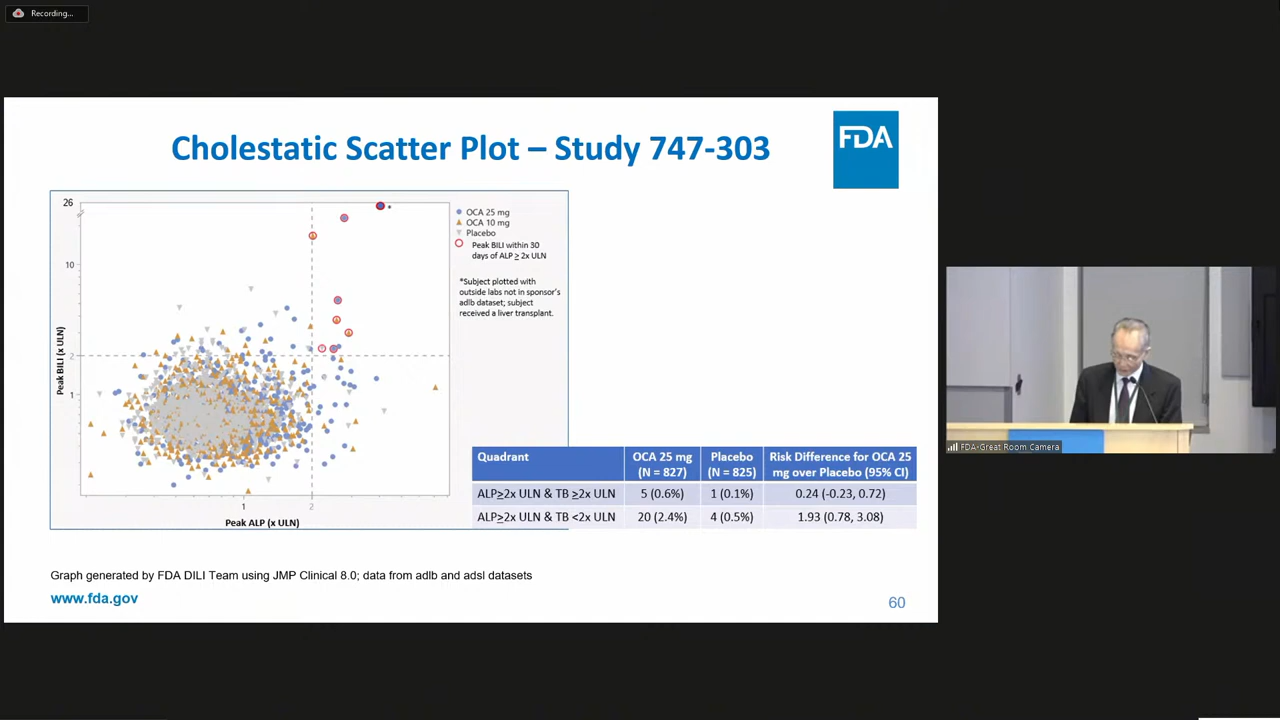 Recording...
Cholestatic Scatter Plot – Study 747-303
FDA
26
10
2
1
Peak BILI (x ULN)
1
2
Peak ALP (x ULN)
OCA 25 mg
OCA 10 mg
Placebo
Peak BILI within 30
days of ALP ≥ 2x ULN
*
*Subject plotted with
outside labs not in sponsor's
adlb dataset; subject
received a liver transplant.
Quadrant OCA 25 mg (N = 827) Placebo (N = 825) Risk Difference for OCA 25 mg over Placebo (95% CI)
ALP≥2x ULN & TB ≥2x ULN 5 (0.6%) 1 (0.1%) 0.24 (-0.23, 0.72)
ALP≥2x ULN & TB <2x ULN 20 (2.4%) 4 (0.5%) 1.93 (0.78, 3.08)
Graph generated by FDA DILI Team using JMP Clinical 8.0; data from adlb and adsl datasets
www.fda.gov
60
FDA-Great Room Camera